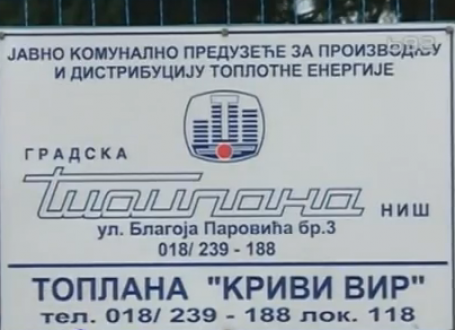 ЈАВНО КОМУНАЛНО ПРЕДУЗЕЋЕ ЗА ПРОИЗВОДЊУ
И ДИСТРИБУЦИЈУ ТОПЛОТНЕ ЕНЕРГИЈЕ
ГРАДСКА
Топлана НИШ
ул. Благоја Паровића бр.3
018/ 239 - 188
ТОПЛАНА "КРИВИ ВИР"
тел. 018/ 239 - 188 лок. 118